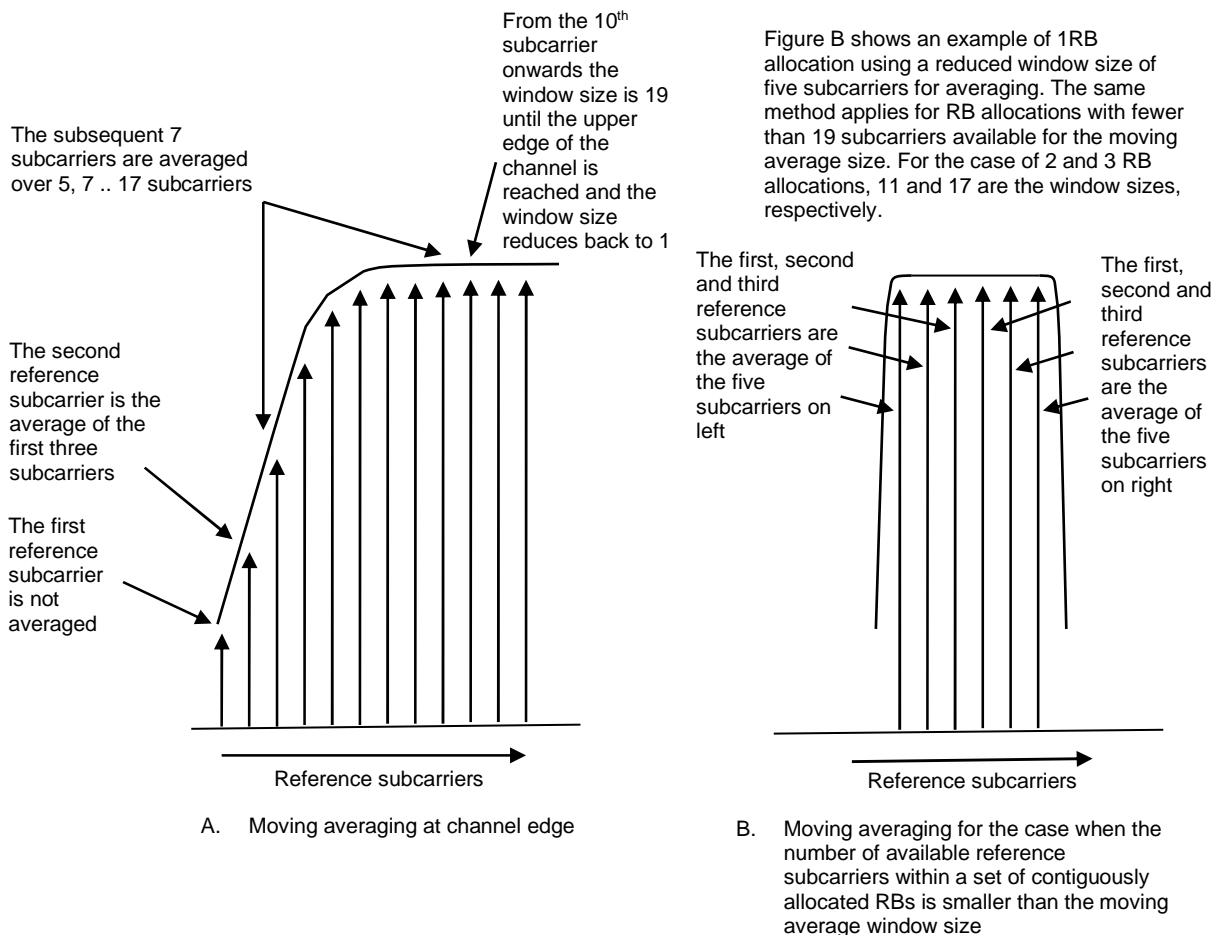 From the 10th
subcarrier
onwards the
window size is 19
until the upper
edge of the
channel is
reached and the
window size
reduces back to 1
Figure B shows an example of 1RB
allocation using a reduced window size of
five subcarriers for averaging. The same
method applies for RB allocations with fewer
than 19 subcarriers available for the moving
average size. For the case of 2 and 3 RB
allocations, 11 and 17 are the window sizes,
respectively.
The subsequent 7
subcarriers are averaged
over 5, 7 .. 17 subcarriers
The second
reference
subcarrier is the
average of the
first three
subcarriers
The first
reference
subcarrier
is not
averaged
The first, second
and third
reference
subcarriers are
the average of
the five
subcarriers on
left
The first,
second and
third
reference
subcarriers
are the
average of
the five
subcarriers
on right
Reference subcarriers
Reference subcarriers
A. Moving averaging at channel edge
B. Moving averaging for the case when the
number of available reference
subcarriers within a set of contiguously
allocated RBs is smaller than the moving
average window size